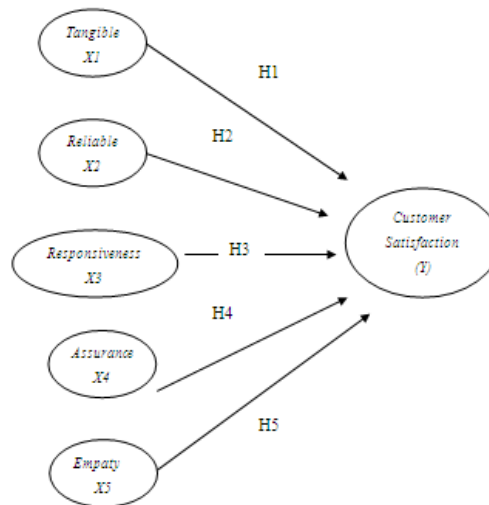 Tangible
X1
H1
H2
Reliable
X2
Customer
Satisfaction
(Y)
Responsiveness
X3
H3
H4
Assurance
X4
H5
Empaty
X5